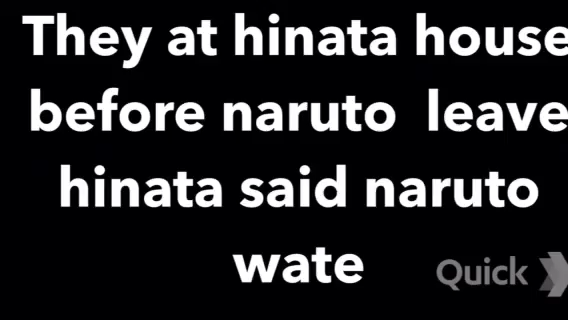 They at hinata house
before naruto leave
hinata said naruto
wate
Quick